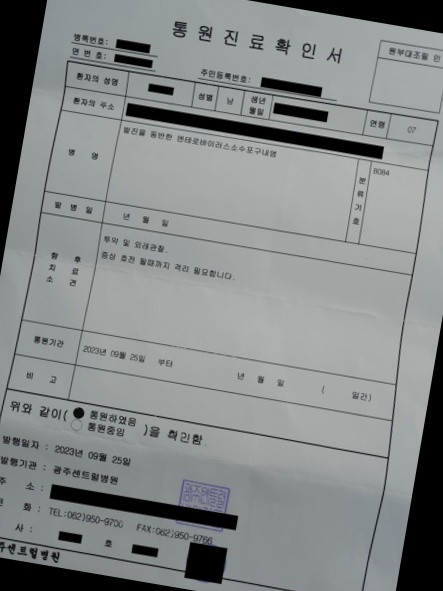 통원진료확인서
병록번호:
연 번 호:
주민등록번호:
원부대조필 인
환자의 성명
성별 남 생년월일 연령 07
환자의 주소
병 명
발진을 동반한 엔테로바이러스소수포구내염
분류기호
B084
발 병 일
년 월 일
향 후 치 료 소 견
투약 및 외래관찰.
증상 호전 될때까지 격리 필요합니다.
통원기간
2023년 09월 25일 부터 년 월 일 ( 일간)
비 고
위와 같이( 통원하였음 통원중임 )을 확인함
발행일자 : 2023년 09월 25일
발행기관 : 광주센트럴병원
주 소 :
전 화 : TEL:062)950-9700 FAX:062)950-9766
사 : 호
주센트럴병원